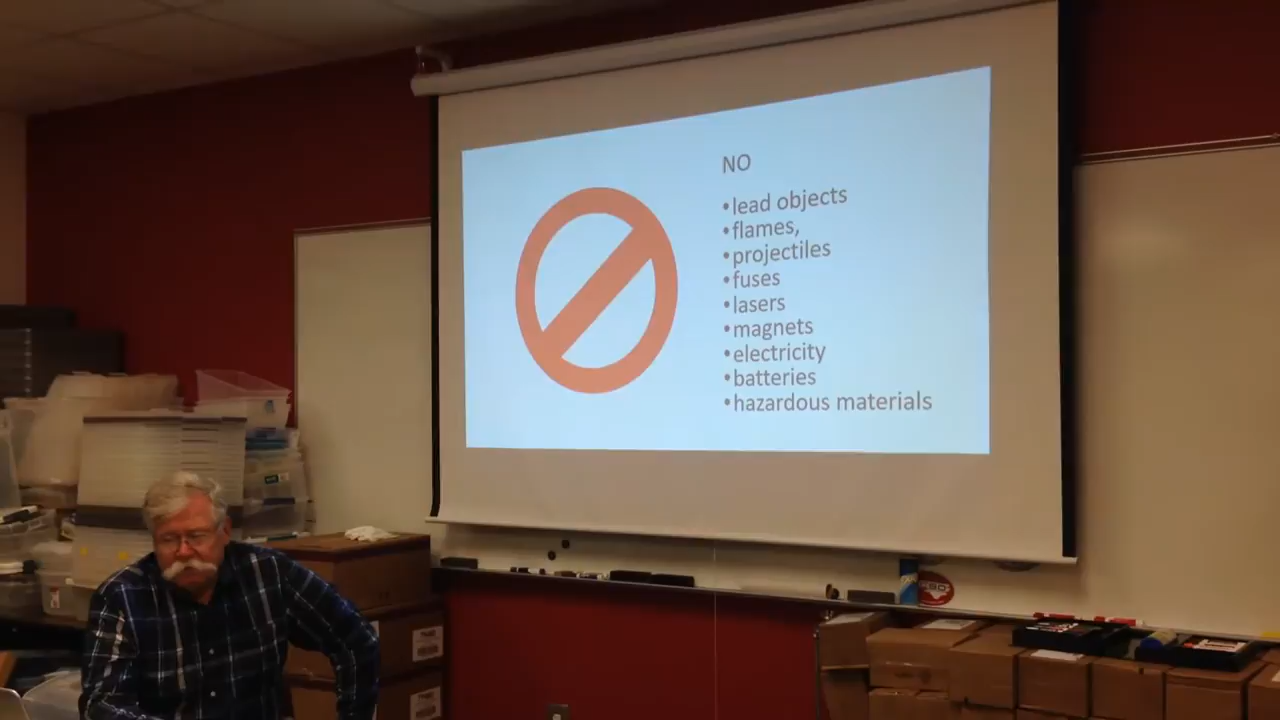 NO
•lead objects
•flames,
•projectiles
•fuses
•lasers
•magnets
•electricity
•batteries
•hazardous materials